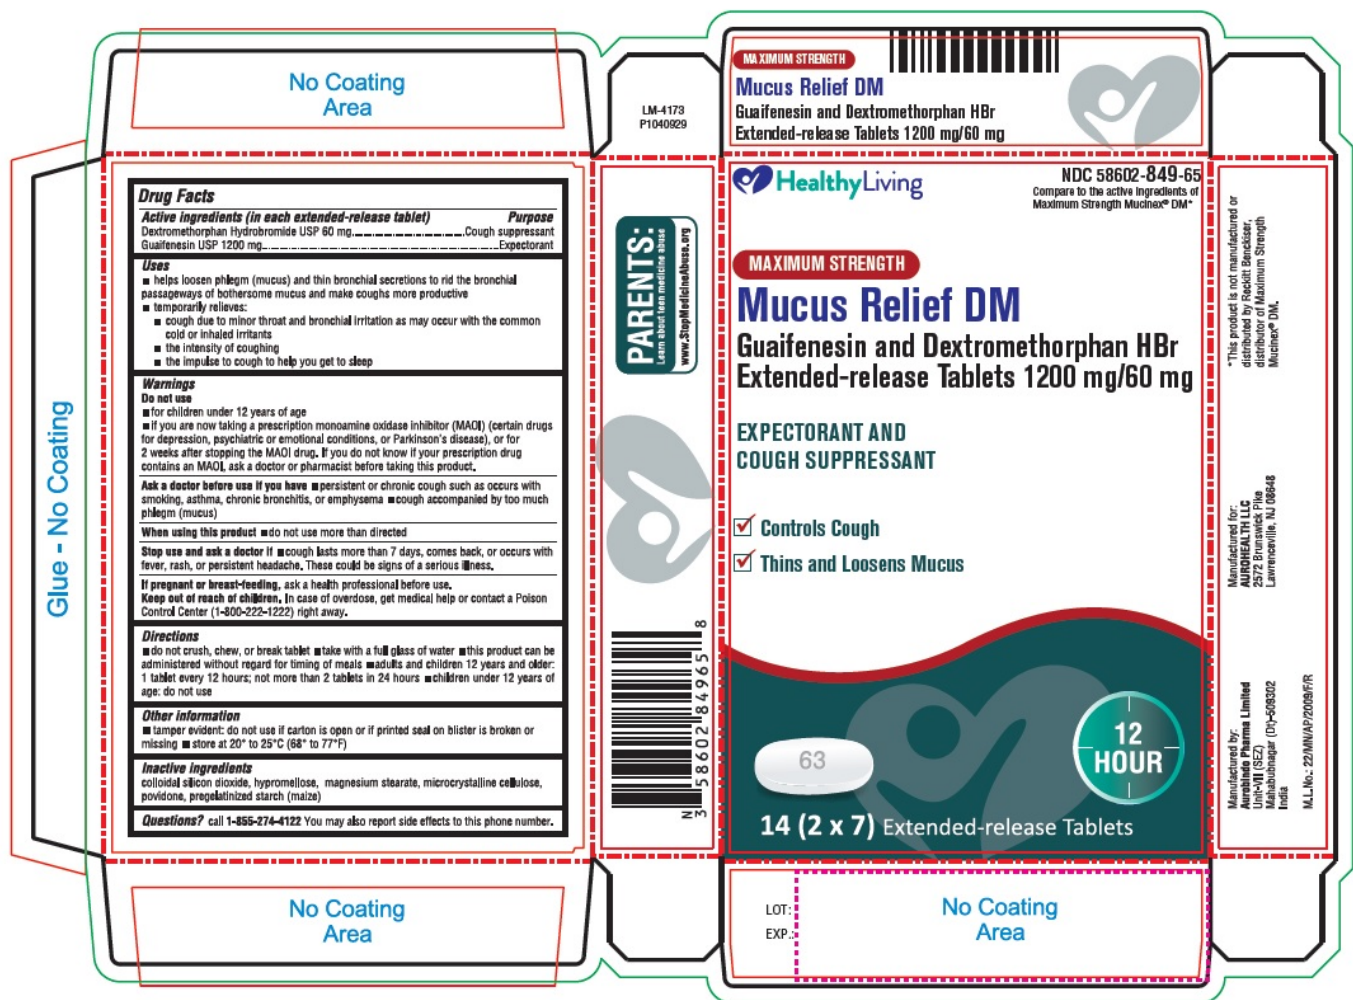 No Coating
Area
Glue - No Coating
Drug Facts
Active ingredients (in each extended-release tablet) Purpose
Dextromethorphan Hydrobromide USP 60 mg..........Cough suppressant
Guaifenesin USP 1200 mg..........Expectorant
Uses
■ helps loosen phlegm (mucus) and thin bronchial secretions to rid the bronchial
passageways of bothersome mucus and make coughs more productive
■ temporarily relieves:
■ cough due to minor throat and bronchial irritation as may occur with the common
cold or inhaled irritants
■ the intensity of coughing
■ the impulse to cough to help you get to sleep
Warnings
Do not use
■ for children under 12 years of age
■ if you are now taking a prescription monoamine oxidase inhibitor (MAOI) (certain drugs
for depression, psychiatric or emotional conditions, or Parkinson's disease), or for
2 weeks after stopping the MAOI drug. If you do not know if your prescription drug
contains an MAOI, ask a doctor or pharmacist before taking this product.
Ask a doctor before use if you have ■ persistent or chronic cough such as occurs with
smoking, asthma, chronic bronchitis, or emphysema ■ cough accompanied by too much
phlegm (mucus)
When using this product ■ do not use more than directed
Stop use and ask a doctor if ■ cough lasts more than 7 days, comes back, or occurs with
fever, rash, or persistent headache. These could be signs of a serious illness.
If pregnant or breast-feeding, ask a health professional before use.
Keep out of reach of children. In case of overdose, get medical help or contact a Poison
Control Center (1-800-222-1222) right away.
Directions
■ do not crush, chew, or break tablet ■ take with a full glass of water ■ this product can be
administered without regard for timing of meals ■ adults and children 12 years and older:
1 tablet every 12 hours; not more than 2 tablets in 24 hours ■ children under 12 years of
age: do not use
Other information
■ tamper evident: do not use if carton is open or if printed seal on blister is broken or
missing ■ store at 20° to 25°C (68° to 77°F)
Inactive ingredients
colloidal silicon dioxide, hypromellose, magnesium stearate, microcrystalline cellulose,
povidone, pregelatinized starch (maize)
Questions? call 1-855-274-4122 You may also report side effects to this phone number.
No Coating
Area
LM-4173
P1040929
PARENTS:
Learn about teen medicine abuse
www.StopMedicineAbuse.org
N
3 58602 84965 8
MAXIMUM STRENGTH
Mucus Relief DM
Guaifenesin and Dextromethorphan HBr
Extended-release Tablets 1200 mg/60 mg
HealthyLiving
NDC 58602-849-65
Compare to the active ingredients of
Maximum Strength Mucinex® DM*
MAXIMUM STRENGTH
Mucus Relief DM
Guaifenesin and Dextromethorphan HBr
Extended-release Tablets 1200 mg/60 mg
EXPECTORANT AND
COUGH SUPPRESSANT
Controls Cough
Thins and Loosens Mucus
63
12
HOUR
14 (2 x 7) Extended-release Tablets
LOT:
EXP.:
No Coating
Area
*This product is not manufactured or
distributed by Reckitt Benckiser,
distributor of Maximum Strength
Mucinex® DM.
Manufactured for:
AUROHEALTH LLC
2572 Brunswick Pike
Lawrenceville, NJ 08648
Manufactured by:
Aurobindo Pharma Limited
Unit-VII (SEZ)
Mahabubnagar (Dt)-509302
India
M.L.No.: 22/MN/AP/2009/F/R